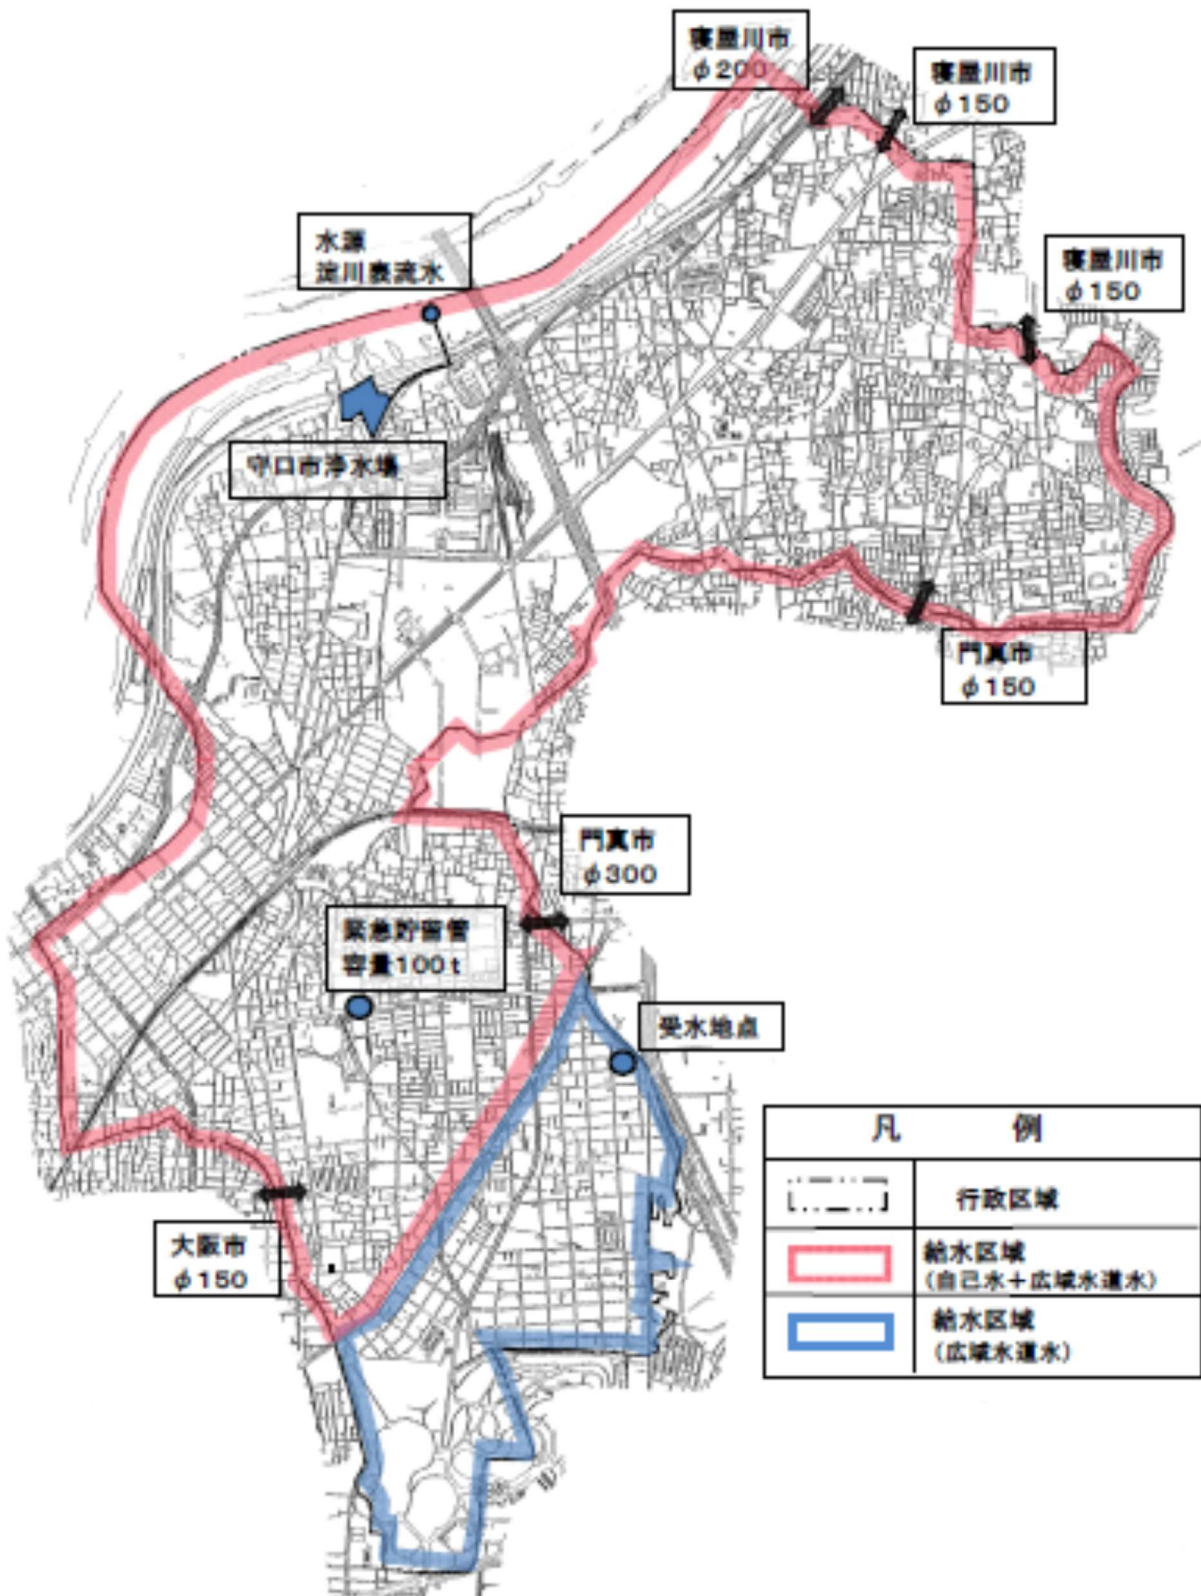 寝屋川市
φ200
寝屋川市
φ150
水源
淀川表流水
寝屋川市
φ150
守口市浄水場
門真市
φ150
門真市
φ300
緊急貯留管
容量100t
受水地点
大阪市
φ150
凡 例
行政区域
給水区域
(自己水+広域水道水)
給水区域
(広域水道水)